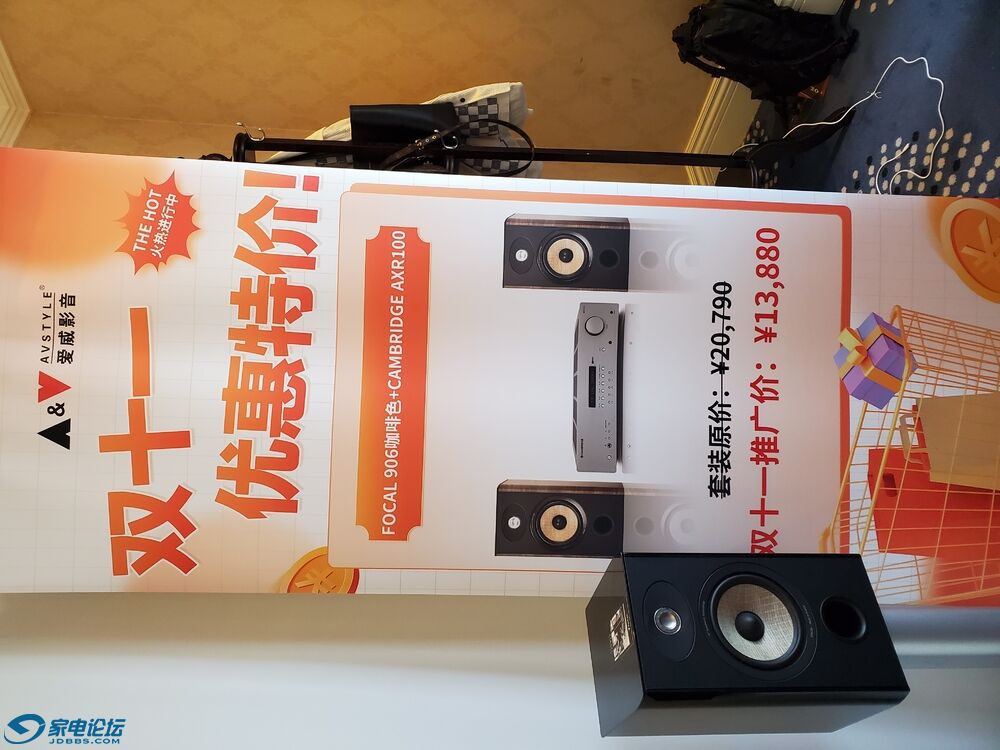 A & V
AVSTYLE®
爱威影音
THE HOT
火热进行中
双十一
优惠特价!
FOCAL 906咖啡色+CAMBRIDGE AXR100
套装原价：¥20,790
双十一推广价：¥13,880
家电论坛
JDBBS.COM